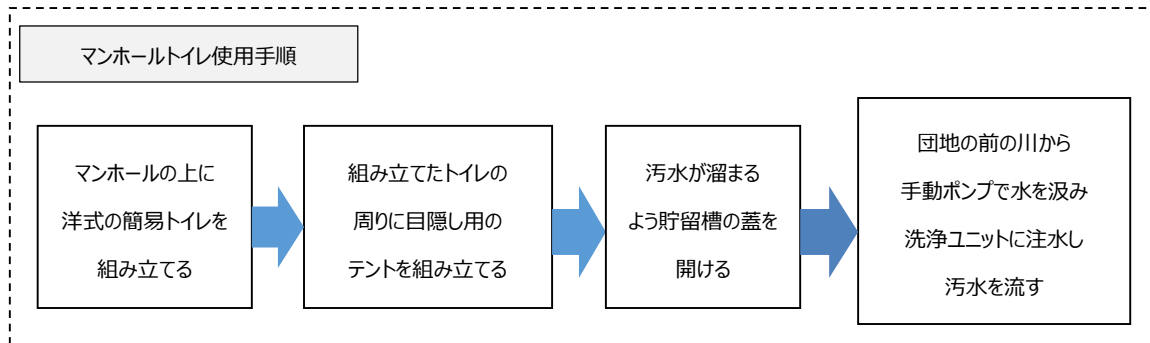 マンホールトイレ使用手順
マンホールの上に
洋式の簡易トイレを
組み立てる
組み立てたトイレの
周りに目隠し用の
テントを組み立てる
汚水が溜まる
よう貯留槽の蓋を
開ける
団地の前の川から
手動ポンプで水を汲み
洗浄ユニットに注水し
汚水を流す